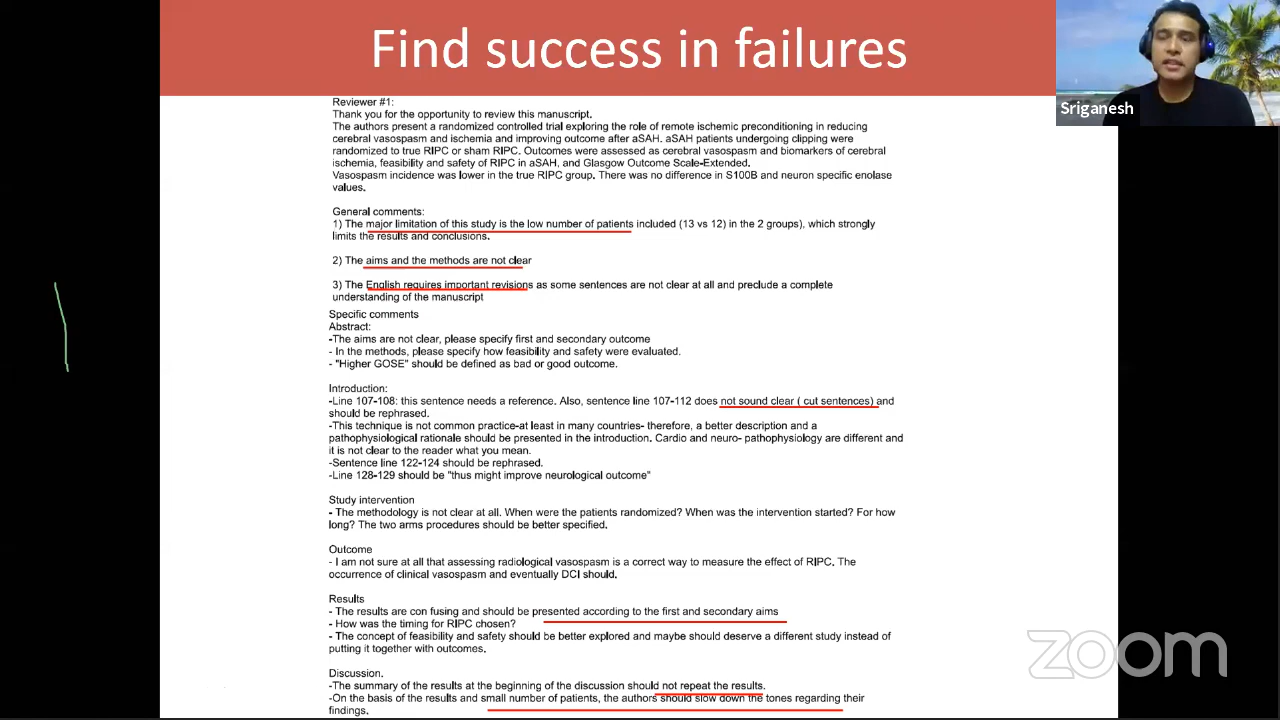 Find success in failures
Sriganesh
Reviewer #1:
Thank you for the opportunity to review this manuscript.
The authors present a randomized controlled trial exploring the role of remote ischemic preconditioning in reducing
cerebral vasospasm and ischemia and improving outcome after aSAH. aSAH patients undergoing clipping were
randomized to true RIPC or sham RIPC. Outcomes were assessed as cerebral vasospasm and biomarkers of cerebral
ischemia, feasibility and safety of RIPC in aSAH, and Glasgow Outcome Scale-Extended.
Vasospasm incidence was lower in the true RIPC group. There was no difference in S100B and neuron specific enolase
values.
General comments:
1) The major limitation of this study is the low number of patients included (13 vs 12) in the 2 groups), which strongly
limits the results and conclusions.
2) The aims and the methods are not clear
3) The English requires important revisions as some sentences are not clear at all and preclude a complete
understanding of the manuscript
Specific comments
Abstract:
-The aims are not clear, please specify first and secondary outcome
- In the methods, please specify how feasibility and safety were evaluated.
- "Higher GOSE" should be defined as bad or good outcome.
Introduction:
-Line 107-108: this sentence needs a reference. Also, sentence line 107-112 does not sound clear ( cut sentences) and
should be rephrased.
-This technique is not common practice-at least in many countries- therefore, a better description and a
pathophysiological rationale should be presented in the introduction. Cardio and neuro- pathophysiology are different and
it is not clear to the reader what you mean.
-Sentence line 122-124 should be rephrased.
-Line 128-129 should be "thus might improve neurological outcome"
Study intervention
- The methodology is not clear at all. When were the patients randomized? When was the intervention started? For how
long? The two arms procedures should be better specified.
Outcome
- I am not sure at all that assessing radiological vasospasm is a correct way to measure the effect of RIPC. The
occurrence of clinical vasospasm and eventually DCI should.
Results
- The results are con fusing and should be presented according to the first and secondary aims
- How was the timing for RIPC chosen?
- The concept of feasibility and safety should be better explored and maybe should deserve a different study instead of
putting it together with outcomes.
Discussion.
-The summary of the results at the beginning of the discussion should not repeat the results.
-On the basis of the results and small number of patients, the authors should slow down the tones regarding their
findings.
zoom